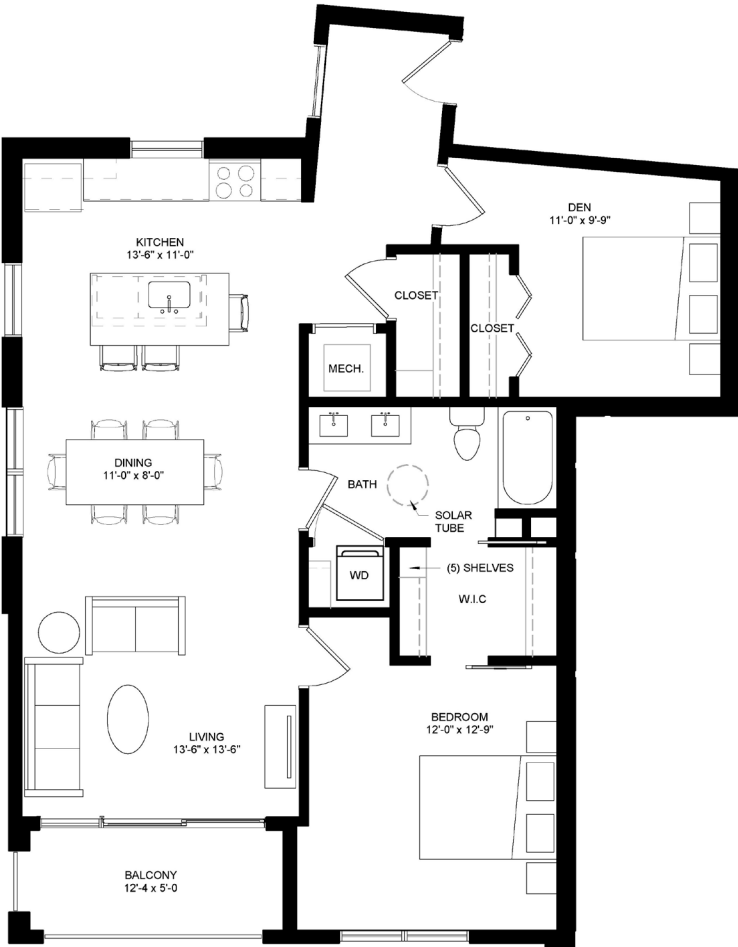 DEN
11'-0" x 9'-9"
KITCHEN
13'-6" x 11'-0"
CLOSET
CLOSET
MECH.
DINING
11'-0" x 8'-0"
BATH
SOLAR
TUBE
WD
(5) SHELVES
W.I.C
BEDROOM
12'-0" x 12'-9"
LIVING
13'-6" x 13'-6"
BALCONY
12'-4 x 5'-0